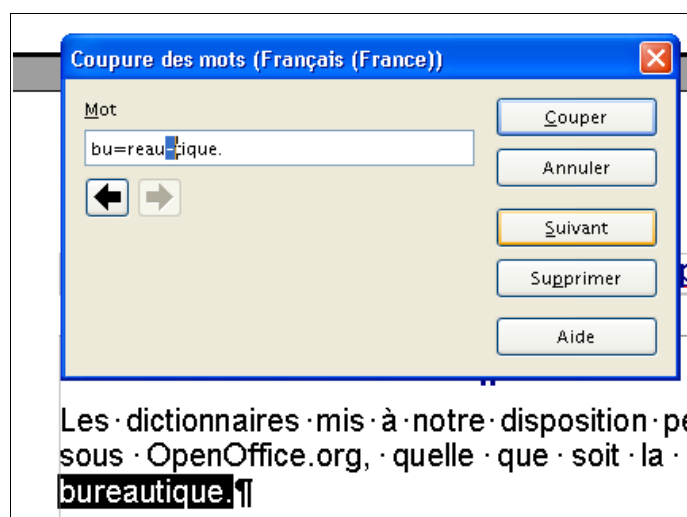 Coupure des mots (Français (France))
Mot
bu=reau-tique.
Couper
Annuler
Suivant
Supprimer
Aide
Les·dictionnaires·mis·à·notre·disposition·pe
sous·OpenOffice.org,·quelle·que·soit·la·
bureautique.¶